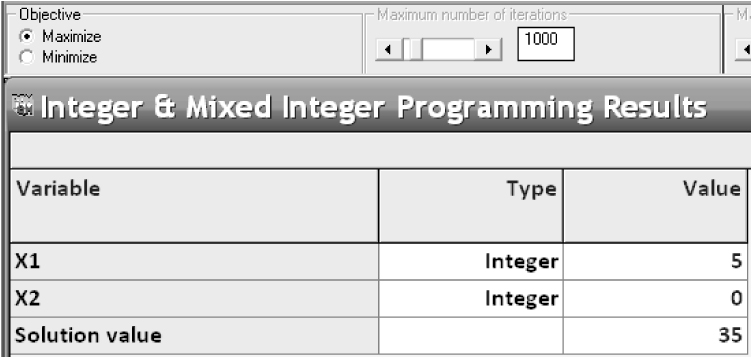 Objective
Maximize
Minimize
Maximum number of iterations
1000
Integer & Mixed Integer Programming Results
Variable Type Value
X1 Integer 5
X2 Integer 0
Solution value 35